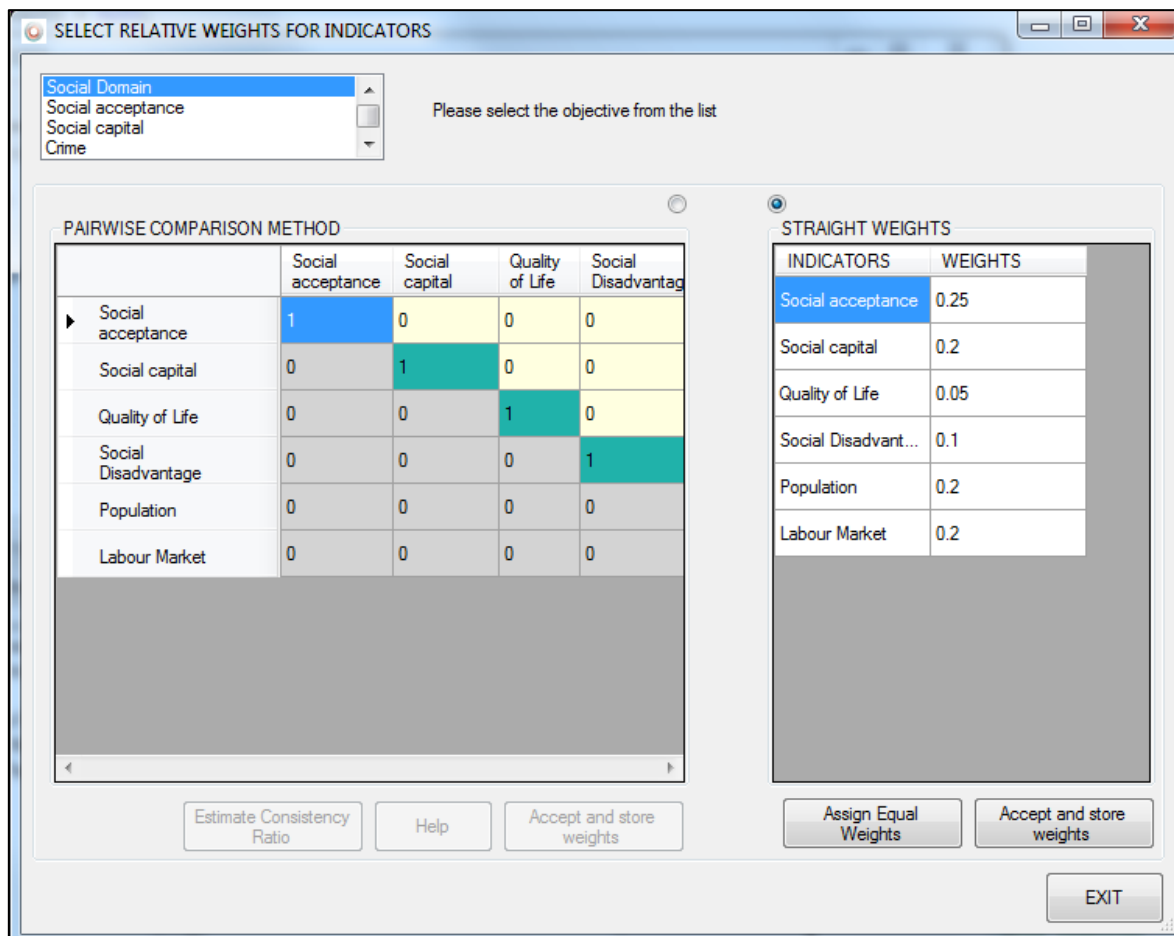 SELECT RELATIVE WEIGHTS FOR INDICATORS
Social Domain
Social acceptance
Social capital
Crime
Please select the objective from the list
PAIRWISE COMPARISON METHOD
Social acceptance Social capital Quality of Life Social Disadvantag
Social acceptance 1 0 0 0
Social capital 0 1 0 0
Quality of Life 0 0 1 0
Social Disadvantage 0 0 0 1
Population 0 0 0 0
Labour Market 0 0 0 0
Estimate Consistency Ratio
Help
Accept and store weights
STRAIGHT WEIGHTS
INDICATORS WEIGHTS
Social acceptance 0.25
Social capital 0.2
Quality of Life 0.05
Social Disadvant... 0.1
Population 0.2
Labour Market 0.2
Assign Equal Weights
Accept and store weights
EXIT